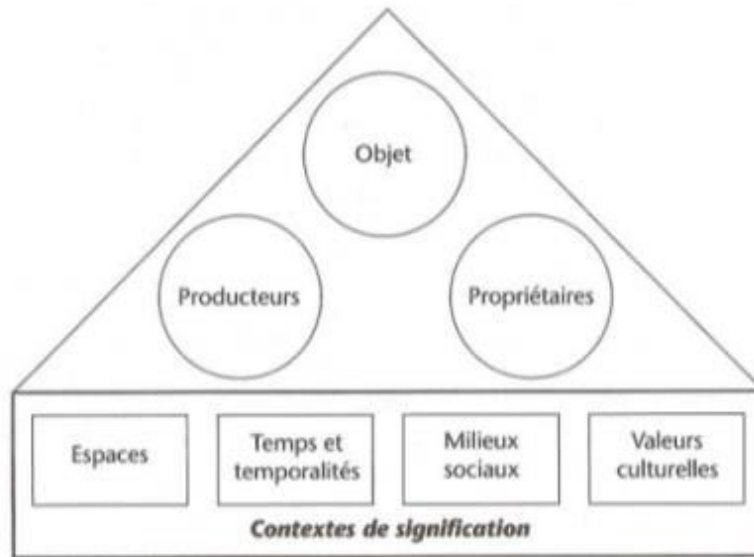 Objet
Producteurs
Propriétaires
Espaces
Temps et
temporalités
Milieux
sociaux
Valeurs
culturelles
Contextes de signification